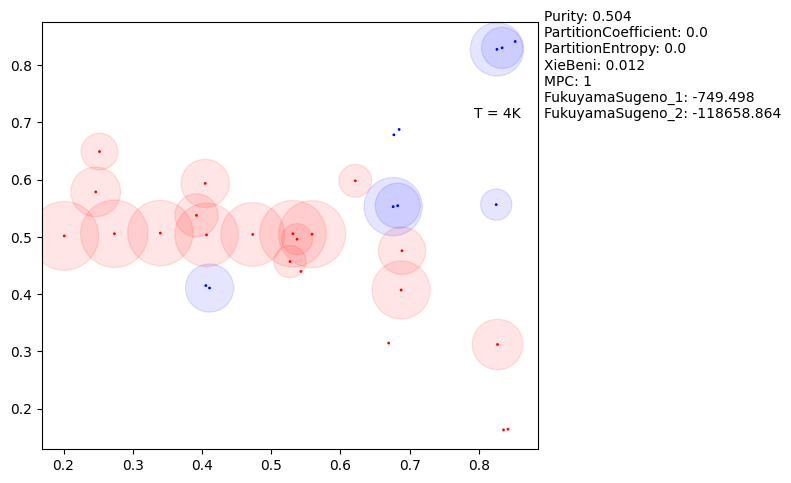 Purity: 0.504
PartitionCoefficient: 0.0
PartitionEntropy: 0.0
XieBeni: 0.012
MPC: 1
FukuyamaSugeno_1: -749.498
FukuyamaSugeno_2: -118658.864
T = 4K
0.8
0.7
0.6
0.5
0.4
0.3
0.2
0.2 0.3 0.4 0.5 0.6 0.7 0.8